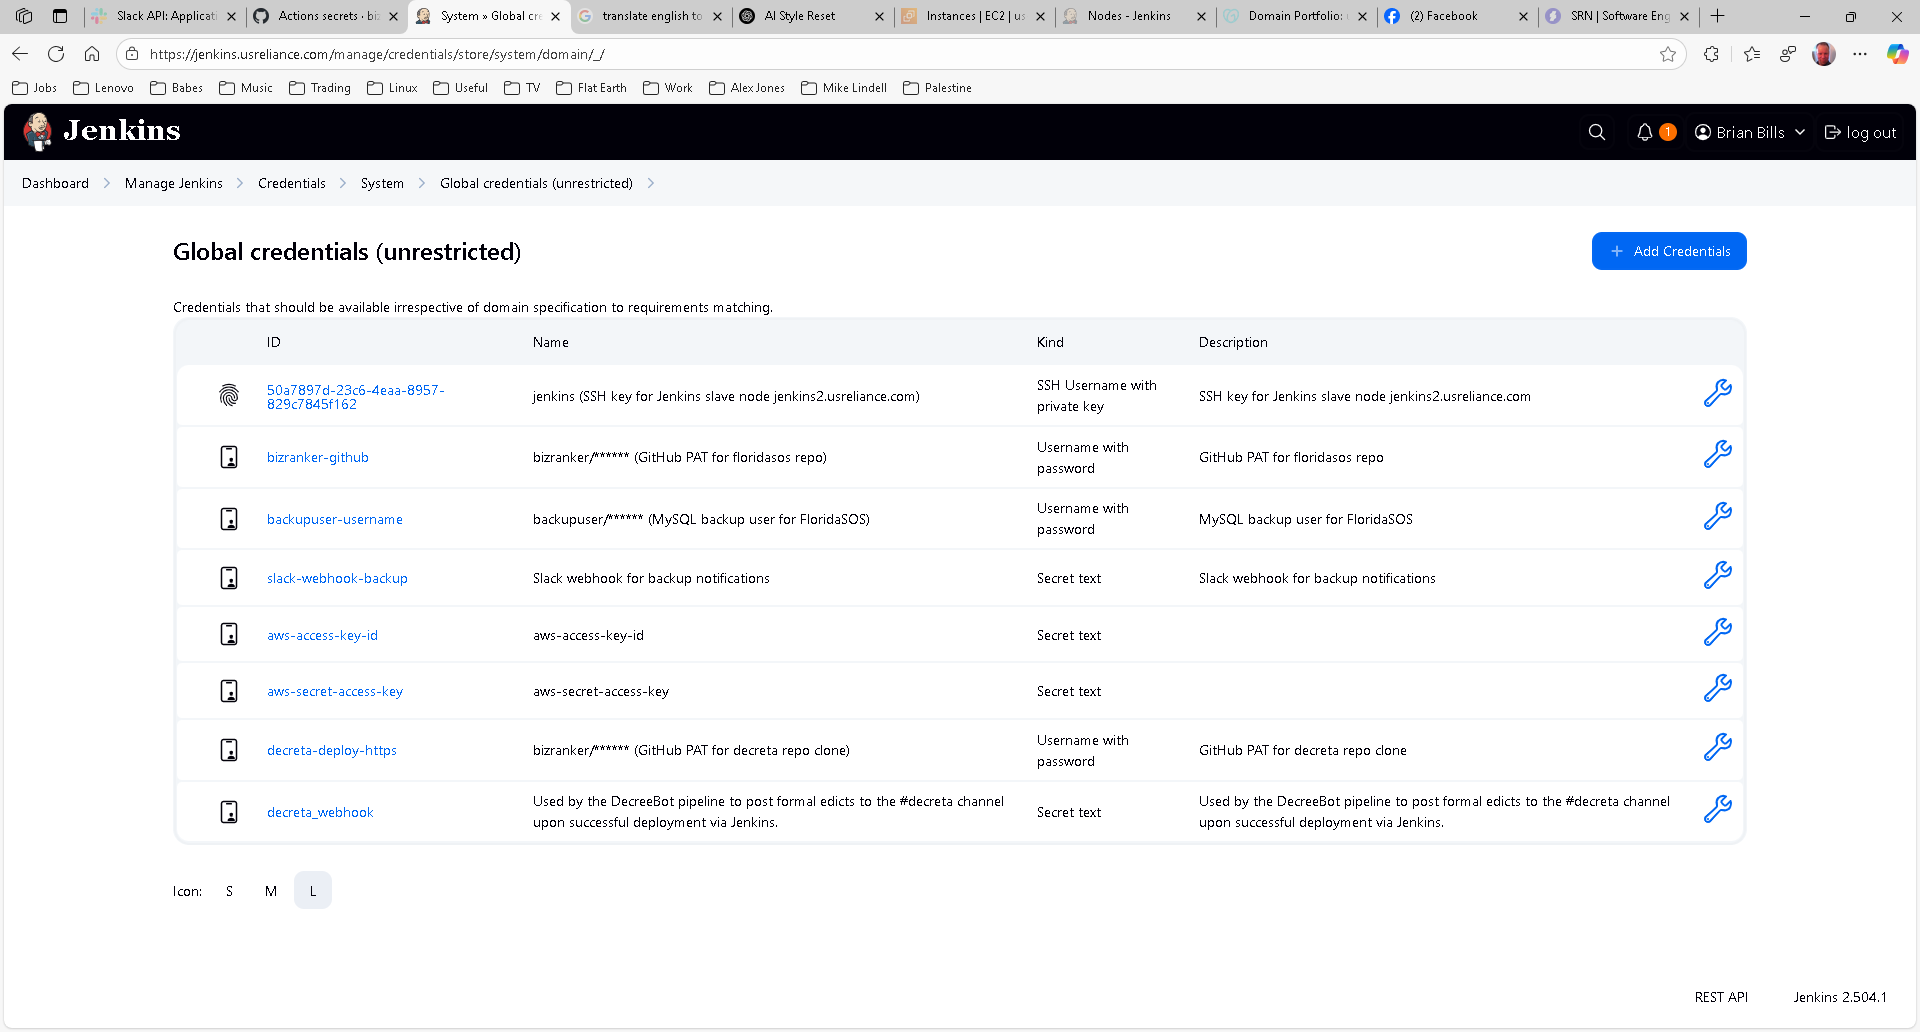 Slack API: Applicati
Actions secrets · biz
System » Global cre
translate english to
AI Style Reset
Instances | EC2 | us
Nodes - Jenkins
Domain Portfolio:
(2) Facebook
SRN | Software Eng
https://jenkins.usreliance.com/manage/credentials/store/system/domain/_/
Jobs
Lenovo
Babes
Music
Trading
Linux
Useful
TV
Flat Earth
Work
Alex Jones
Mike Lindell
Palestine
Jenkins
1
Brian Bills
log out
Dashboard
Manage Jenkins
Credentials
System
Global credentials (unrestricted)
Global credentials (unrestricted)
+ Add Credentials
Credentials that should be available irrespective of domain specification to requirements matching.
ID
Name
Kind
Description
50a7897d-23c6-4eaa-8957-
829c7845f162
jenkins (SSH key for Jenkins slave node jenkins2.usreliance.com)
SSH Username with
private key
SSH key for Jenkins slave node jenkins2.usreliance.com
bizranker-github
bizranker/****** (GitHub PAT for floridasos repo)
Username with
password
GitHub PAT for floridasos repo
backupuser-username
backupuser/****** (MySQL backup user for FloridaSOS)
Username with
password
MySQL backup user for FloridaSOS
slack-webhook-backup
Slack webhook for backup notifications
Secret text
Slack webhook for backup notifications
aws-access-key-id
aws-access-key-id
Secret text
aws-secret-access-key
aws-secret-access-key
Secret text
decreta-deploy-https
bizranker/****** (GitHub PAT for decreta repo clone)
Username with
password
GitHub PAT for decreta repo clone
decreta_webhook
Used by the DecreeBot pipeline to post formal edicts to the #decreta channel
upon successful deployment via Jenkins.
Secret text
Used by the DecreeBot pipeline to post formal edicts to the #decreta channel
upon successful deployment via Jenkins.
Icon:
S
M
L
REST API
Jenkins 2.504.1